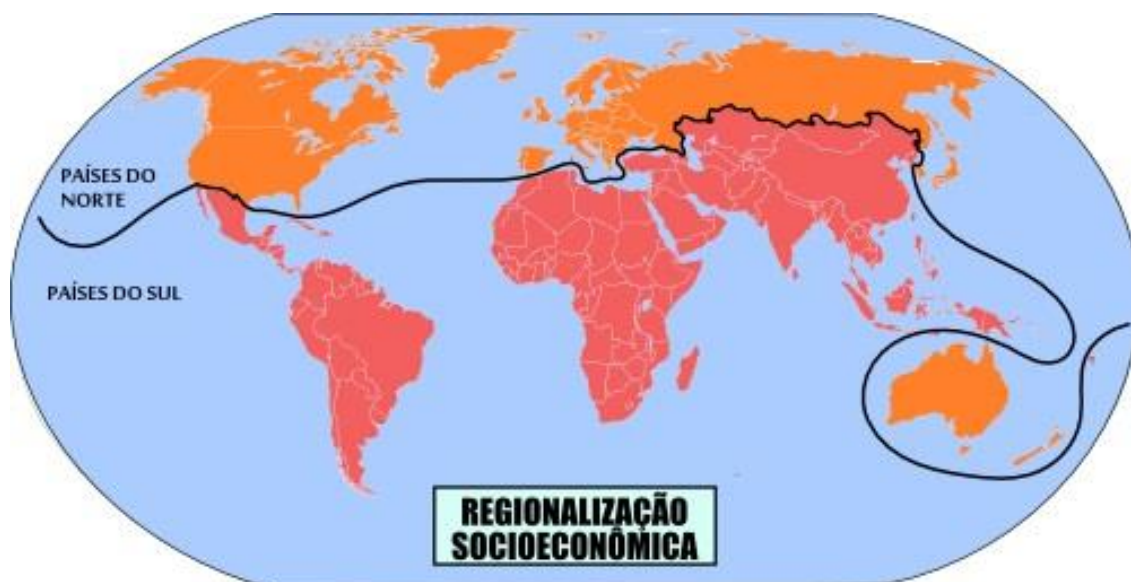 PAÍSES DO
NORTE
PAÍSES DO SUL
REGIONALIZAÇÃO
SOCIOECONÔMICA